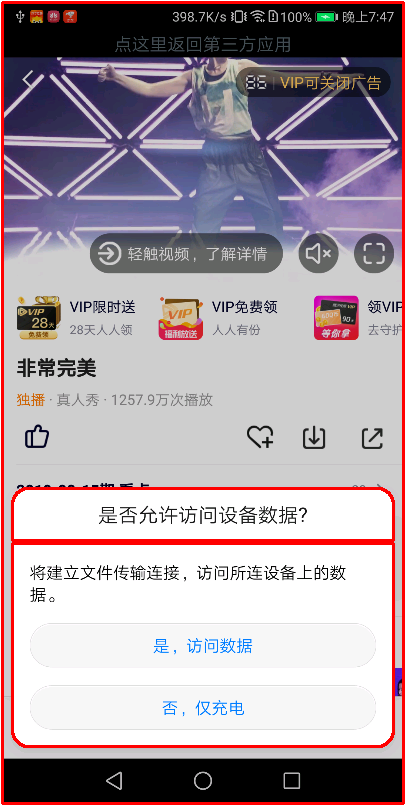 398.7K/s 100% 晚上7:47
点这里返回第三方应用
85 VIP可关闭广告
轻触视频，了解详情
VIP 28天 免费领 VIP限时送 28天人人领
VIP 福利放送 VIP免费领 人人有份
90 等你拿 领VIP 去守护
非常完美
独播 · 真人秀 · 1257.9万次播放
是否允许访问设备数据?
将建立文件传输连接，访问所连设备上的数
据。
是，访问数据
否，仅充电